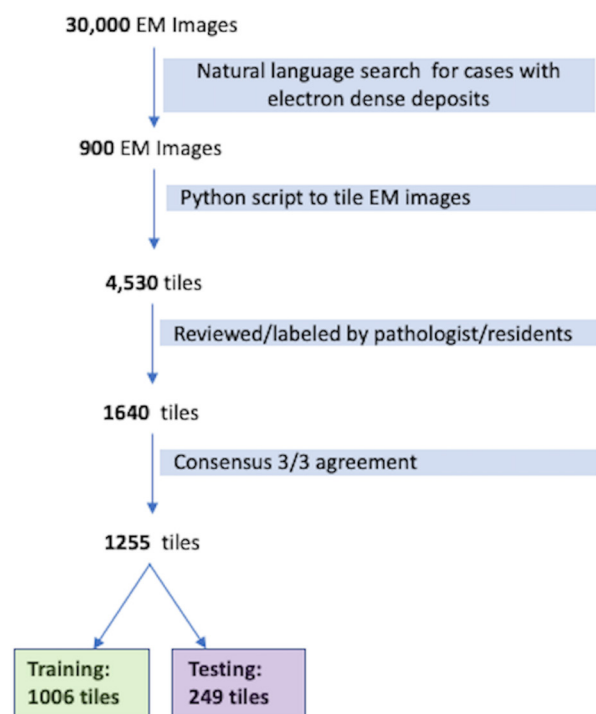 30,000 EM Images
Natural language search for cases with
electron dense deposits
900 EM Images
Python script to tile EM images
4,530 tiles
Reviewed/labeled by pathologist/residents
1640 tiles
Consensus 3/3 agreement
1255 tiles
Training:
1006 tiles
Testing:
249 tiles